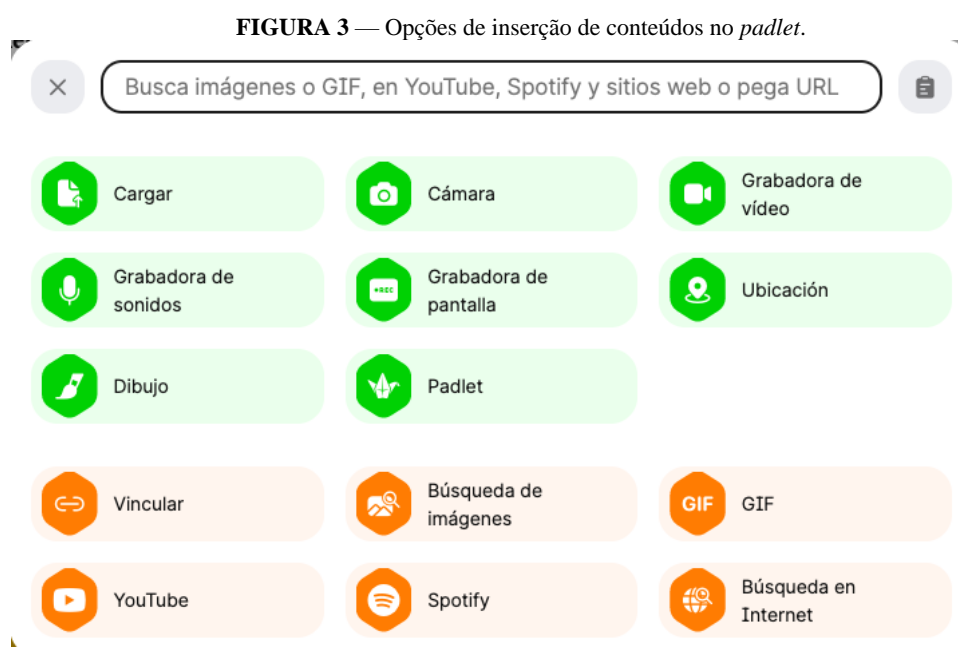 FIGURA 3 — Opções de inserção de conteúdos no padlet.
Busca imágenes o GIF, en YouTube, Spotify y sitios web o pega URL
Cargar
Cámara
Grabadora de
vídeo
Grabadora de
sonidos
•REC
Grabadora de
pantalla
Ubicación
Dibujo
Padlet
Vincular
Búsqueda de
imágenes
GIF
GIF
YouTube
Spotify
Búsqueda en
Internet